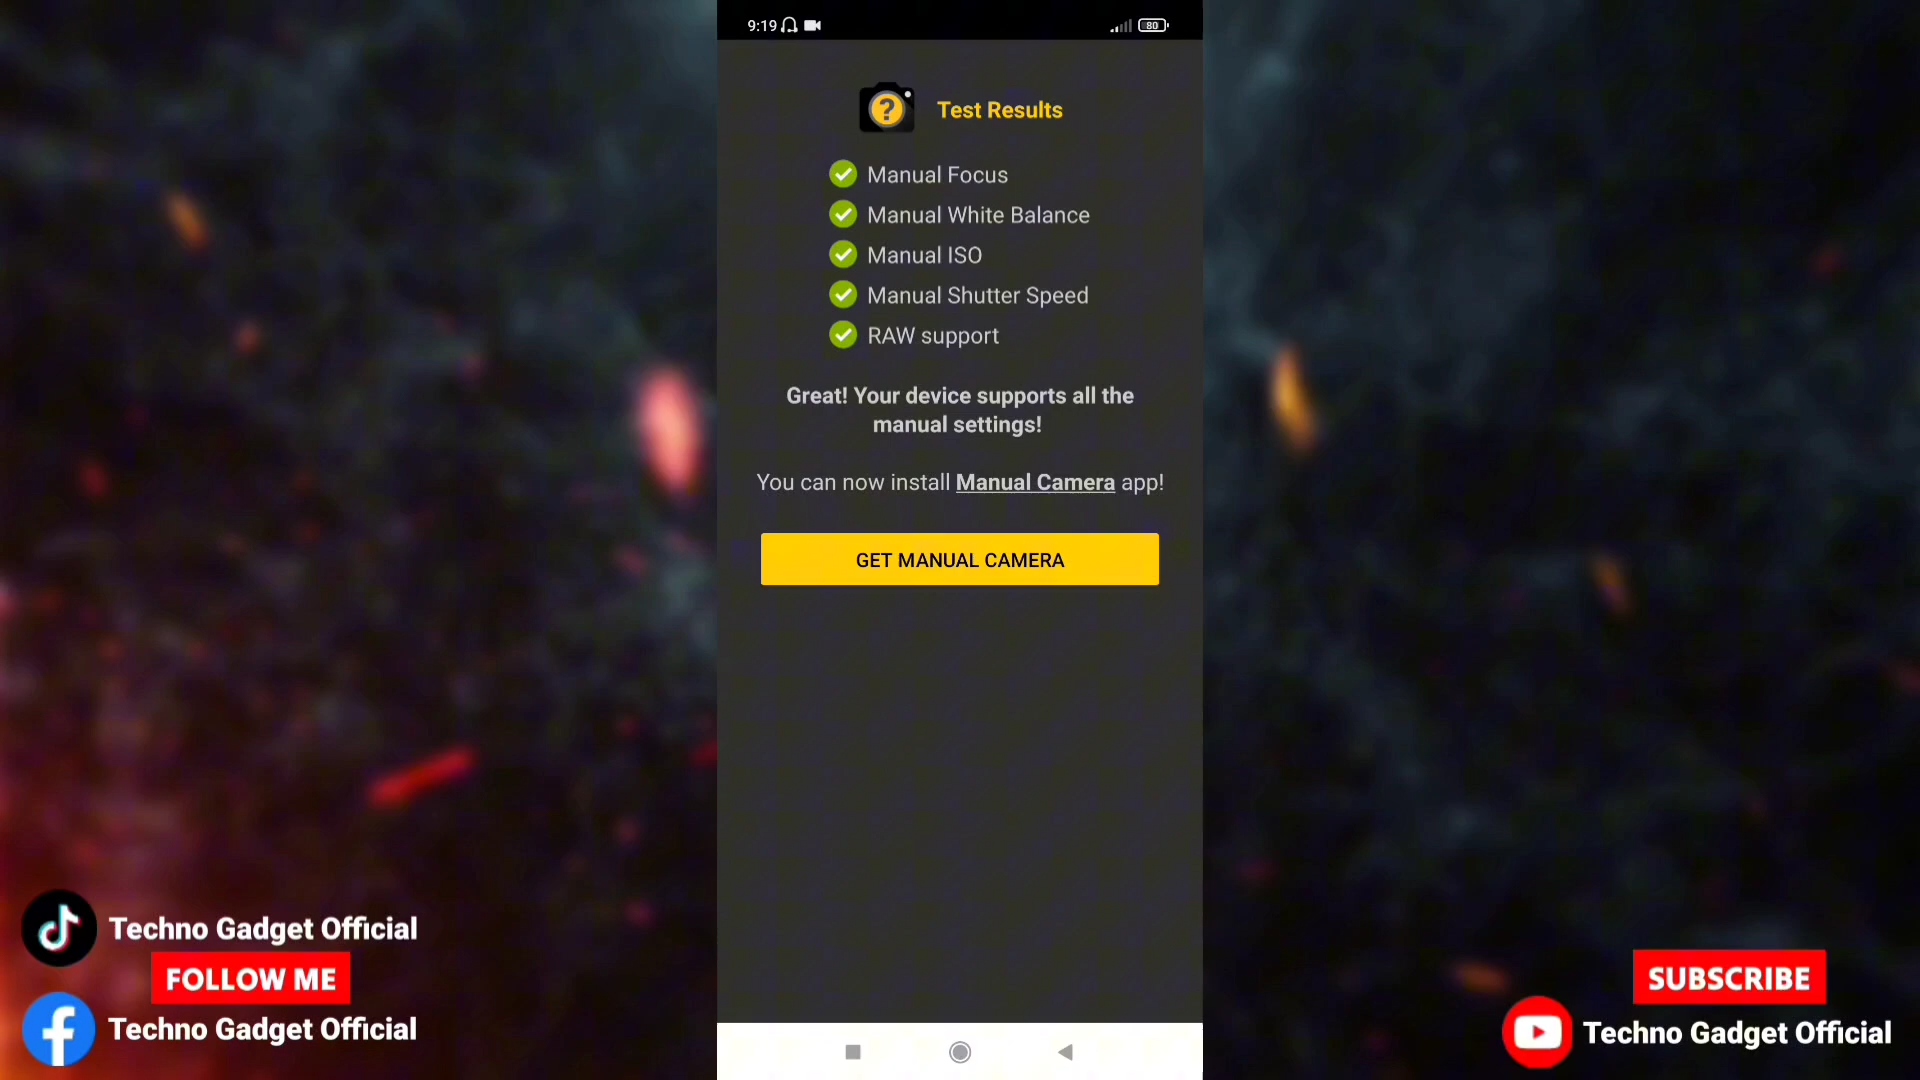 9:19
80
?
Test Results
Manual Focus
Manual White Balance
Manual ISO
Manual Shutter Speed
RAW support
Great! Your device supports all the
manual settings!
You can now install Manual Camera app!
GET MANUAL CAMERA
Techno Gadget Official
FOLLOW ME
Techno Gadget Official
SUBSCRIBE
Techno Gadget Official